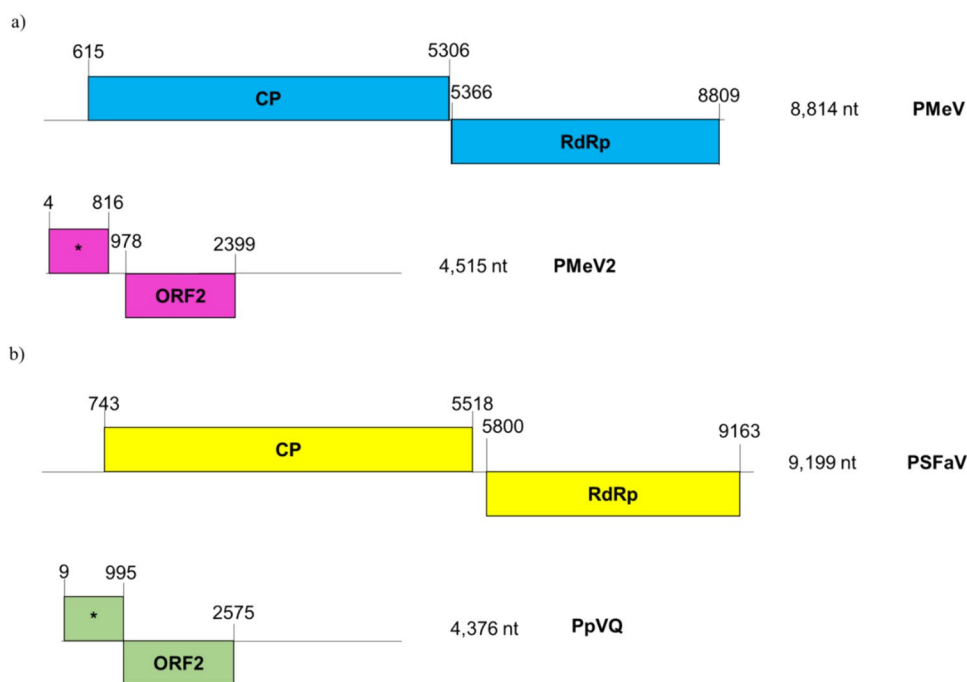 a)
615 5306
CP 5366 8809
8,814 nt PMeV
RdRp
4 816
* 978 2399
4,515 nt PMeV2
ORF2
b)
743 5518
CP 5800 9163
9,199 nt PSFaV
RdRp
9 995
* 2575
4,376 nt PpVQ
ORF2